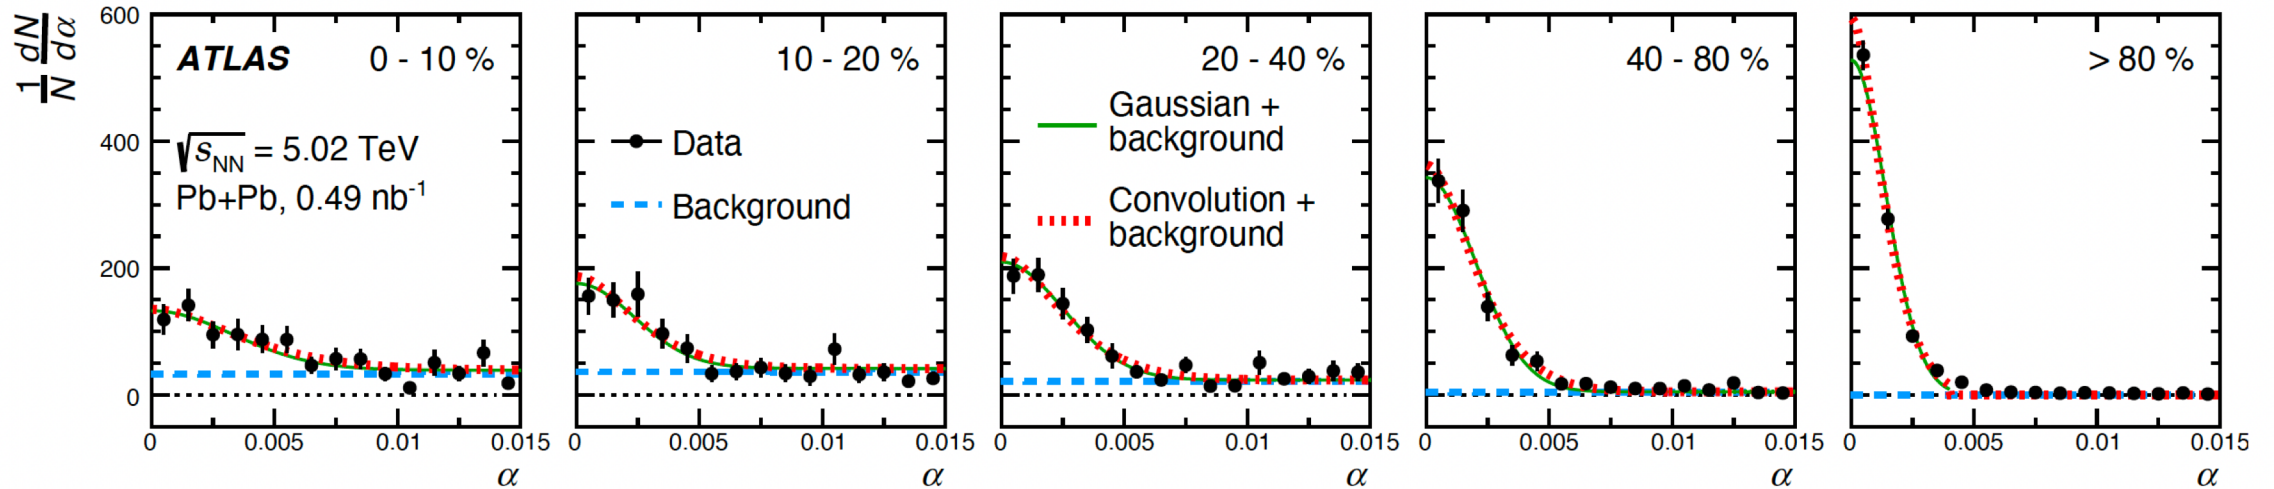 1/N dN/dα
600
400
200
0
ATLAS 0 - 10 %
√sNN = 5.02 TeV
Pb+Pb, 0.49 nb-1
0 0.005 0.01 0.015
α
10 - 20 %
Data
Background
0 0.005 0.01 0.015
α
20 - 40 %
Gaussian +
background
Convolution +
background
0 0.005 0.01 0.015
α
40 - 80 %
0 0.005 0.01 0.015
α
> 80 %
0 0.005 0.01 0.015
α